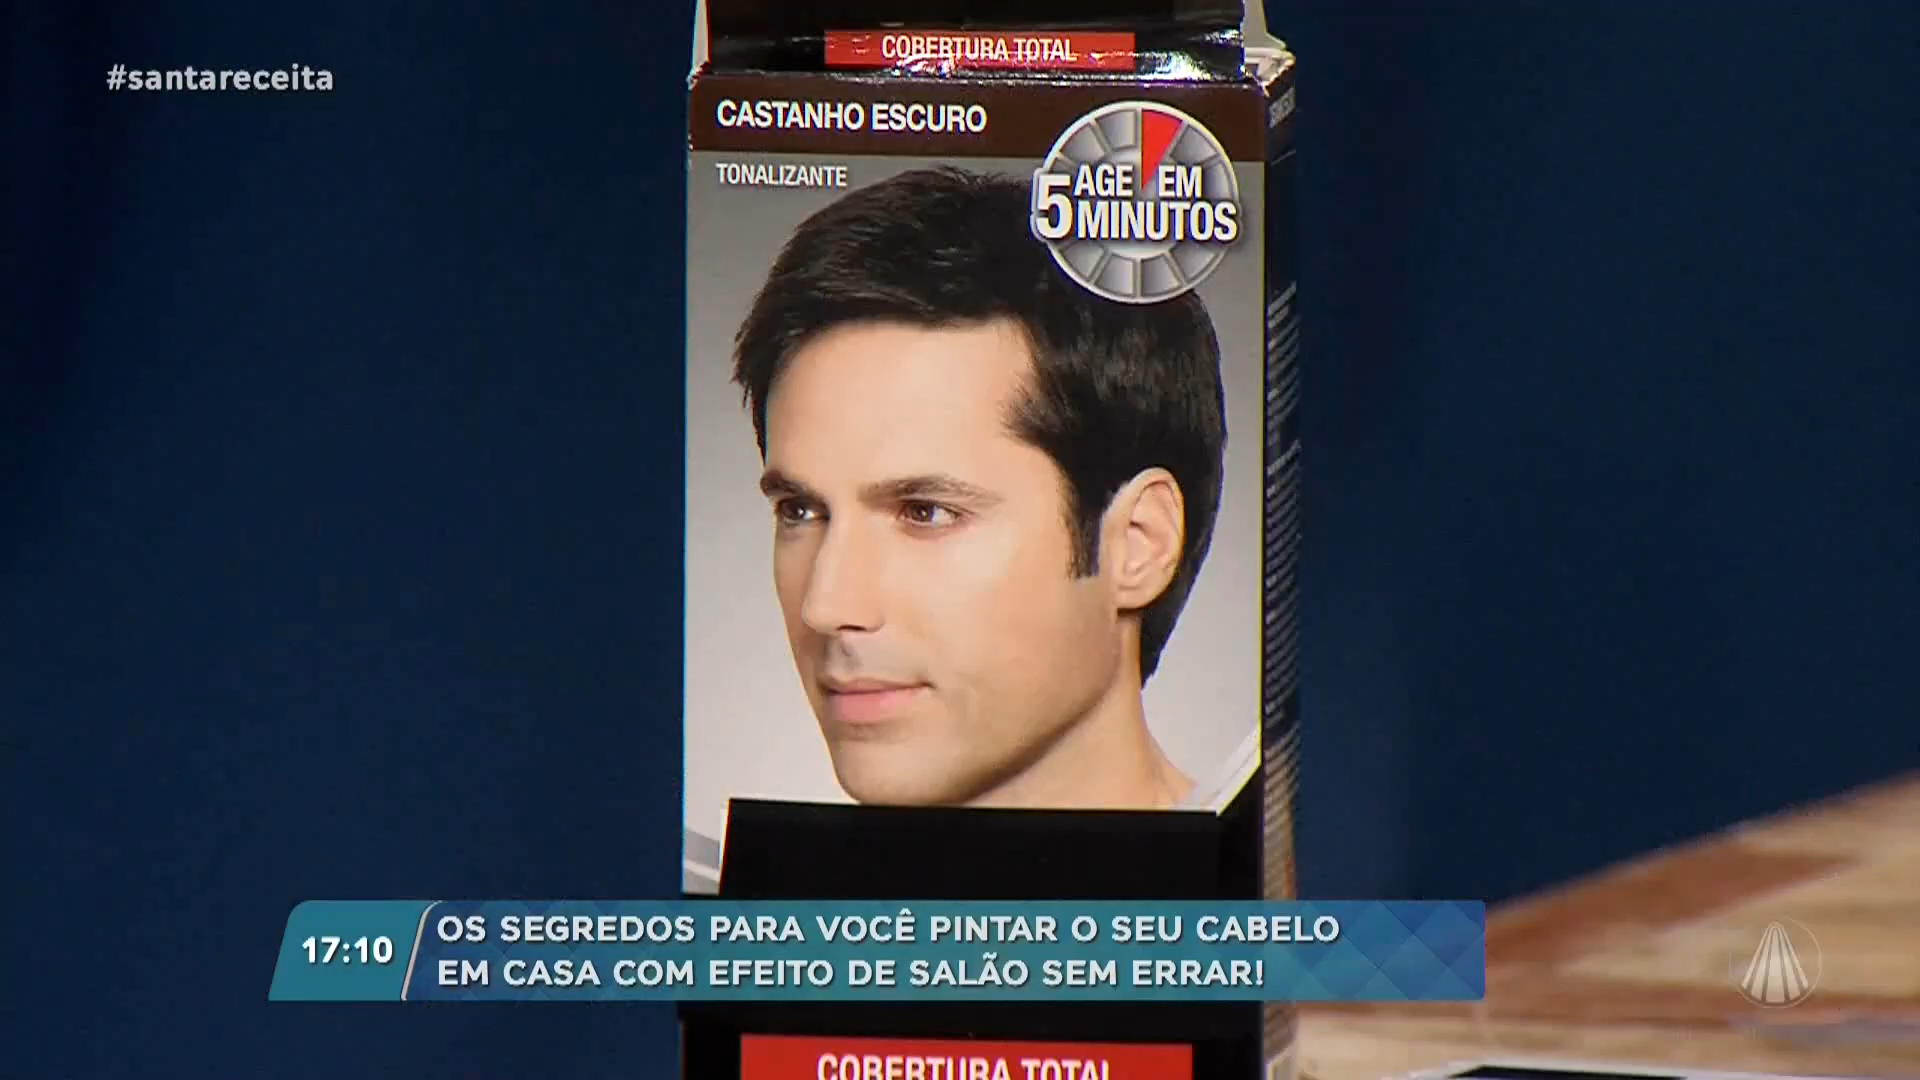 #santareceita
COBERTURA TOTAL
CASTANHO ESCURO
TONALIZANTE
AGE EM
5 MINUTOS
17:10
OS SEGREDOS PARA VOCÊ PINTAR O SEU CABELO
EM CASA COM EFEITO DE SALÃO SEM ERRAR!
COBERTURA TOTAL